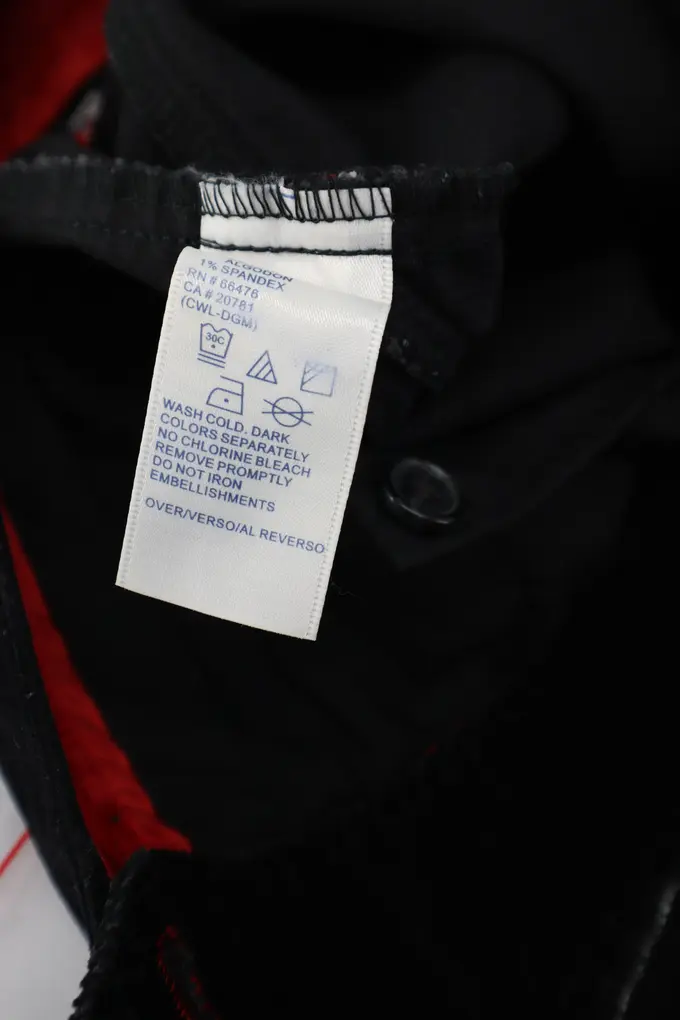 ALGODON
1% SPANDEX
RN # 66476
CA # 20781
(CWL-DGM)
30C
WASH COLD. DARK
COLORS SEPARATELY
NO CHLORINE BLEACH
REMOVE PROMPTLY
DO NOT IRON
EMBELLISHMENTS
OVER/VERSO/AL REVERSO